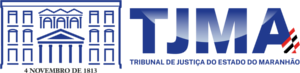 TJMA
TRIBUNAL DE JUSTIÇA DO ESTADO DO MARANHÃO
4 NOVEMBRO DE 1813